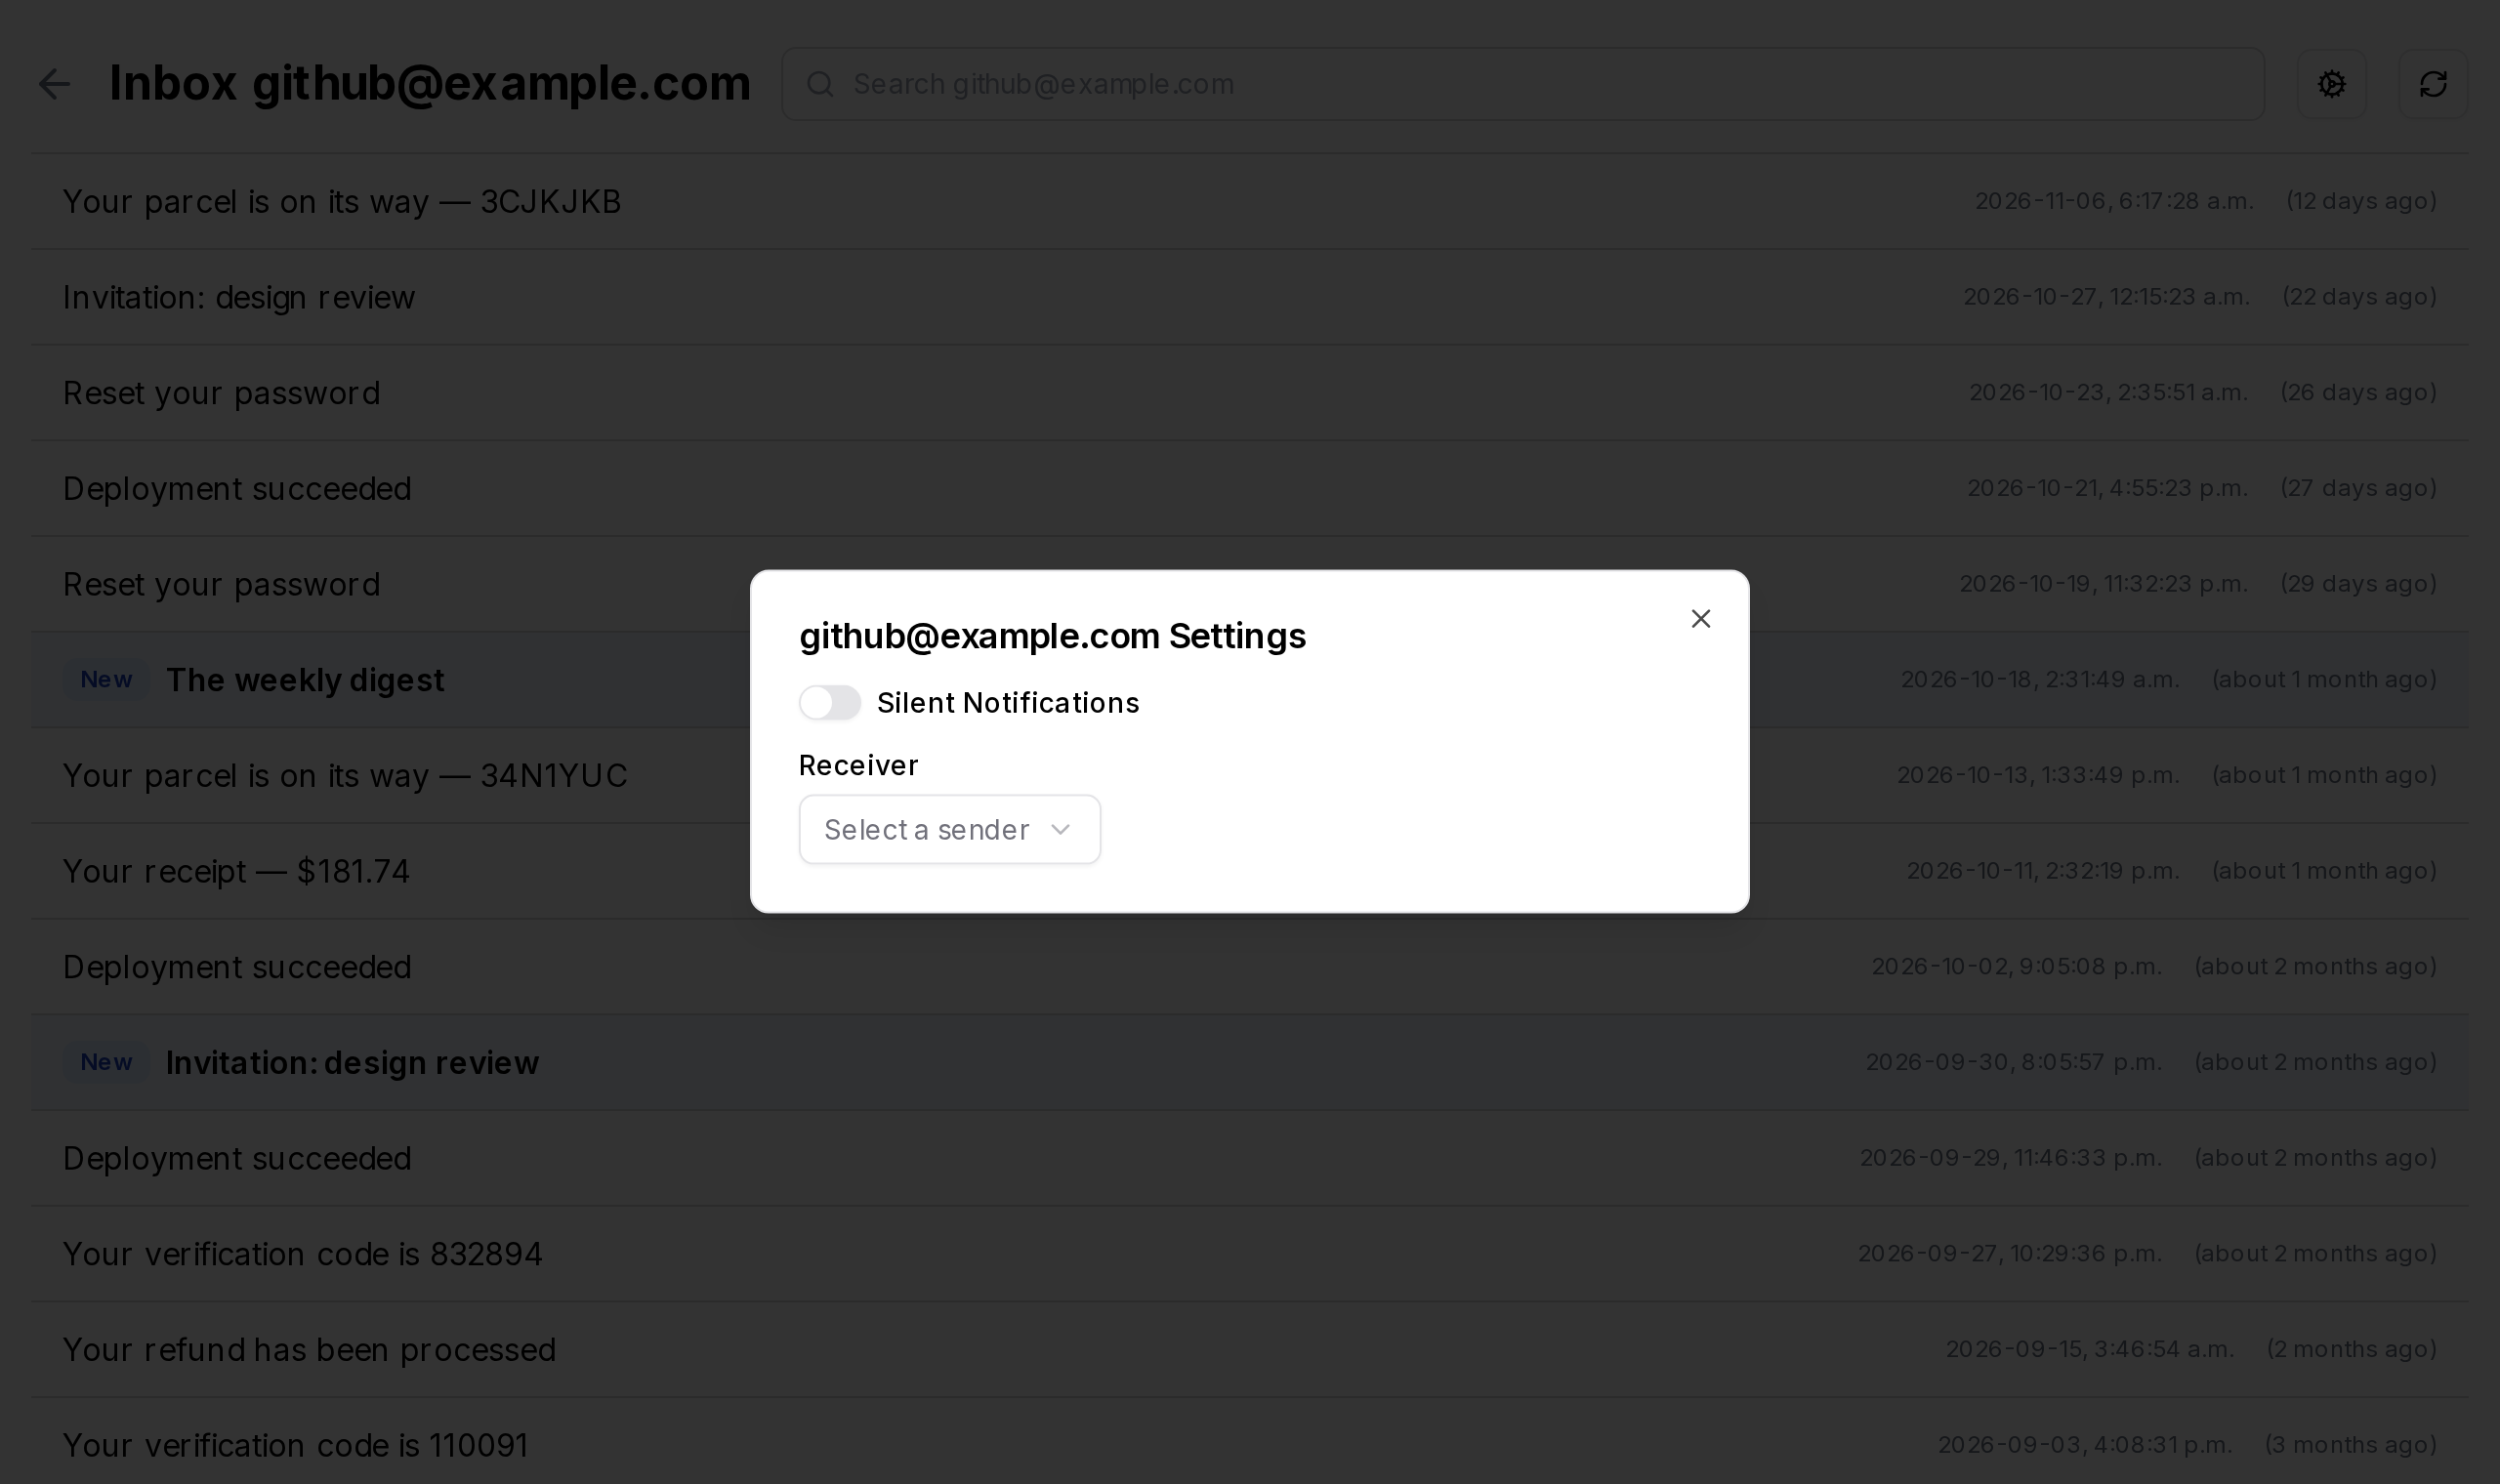 Inbox github@example.com
Search github@example.com
Your parcel is on its way — 3CJKJKB 2026-11-06, 6:17:28 a.m. (12 days ago)
Invitation: design review 2026-10-27, 12:15:23 a.m. (22 days ago)
Reset your password 2026-10-23, 2:35:51 a.m. (26 days ago)
Deployment succeeded 2026-10-21, 4:55:23 p.m. (27 days ago)
Reset your password 2026-10-19, 11:32:23 p.m. (29 days ago)
New The weekly digest 2026-10-18, 2:31:49 a.m. (about 1 month ago)
Your parcel is on its way — 34N1YUC 2026-10-13, 1:33:49 p.m. (about 1 month ago)
Your receipt — $181.74 2026-10-11, 2:32:19 p.m. (about 1 month ago)
Deployment succeeded 2026-10-02, 9:05:08 p.m. (about 2 months ago)
New Invitation: design review 2026-09-30, 8:05:57 p.m. (about 2 months ago)
Deployment succeeded 2026-09-29, 11:46:33 p.m. (about 2 months ago)
Your verification code is 832894 2026-09-27, 10:29:36 p.m. (about 2 months ago)
Your refund has been processed 2026-09-15, 3:46:54 a.m. (2 months ago)
Your verification code is 110091 2026-09-03, 4:08:31 p.m. (3 months ago)
github@example.com Settings
Silent Notifications
Receiver
Select a sender